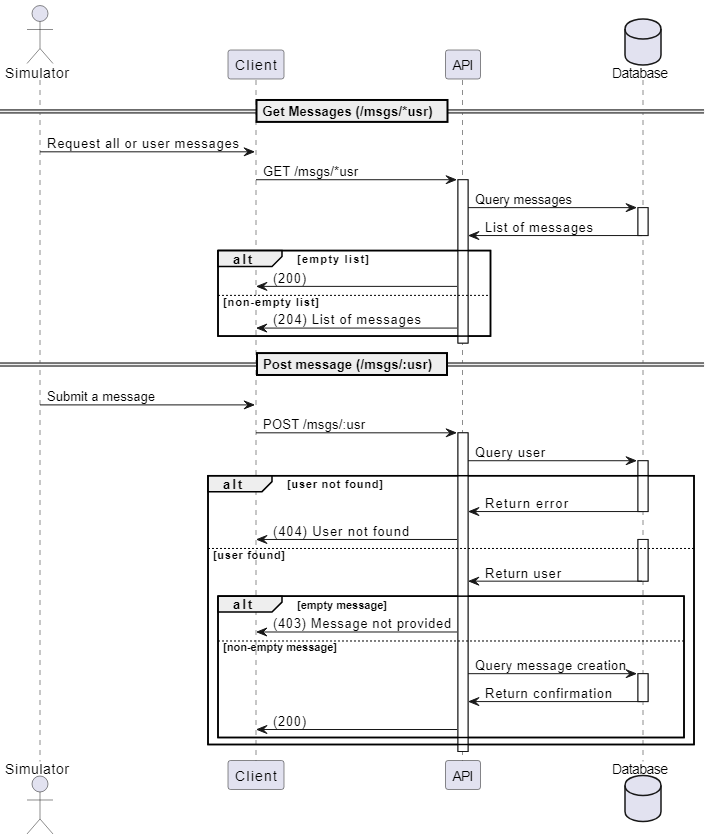 Simulator
Client
API
Database
Get Messages (/msgs/*usr)
Request all or user messages
GET /msgs/*usr
Query messages
List of messages
alt [empty list]
(200)
[non-empty list]
(204) List of messages
Post message (/msgs/:usr)
Submit a message
POST /msgs/:usr
Query user
alt [user not found]
Return error
(404) User not found
[user found]
Return user
alt [empty message]
(403) Message not provided
[non-empty message]
Query message creation
Return confirmation
(200)
Simulator
Client
API
Database